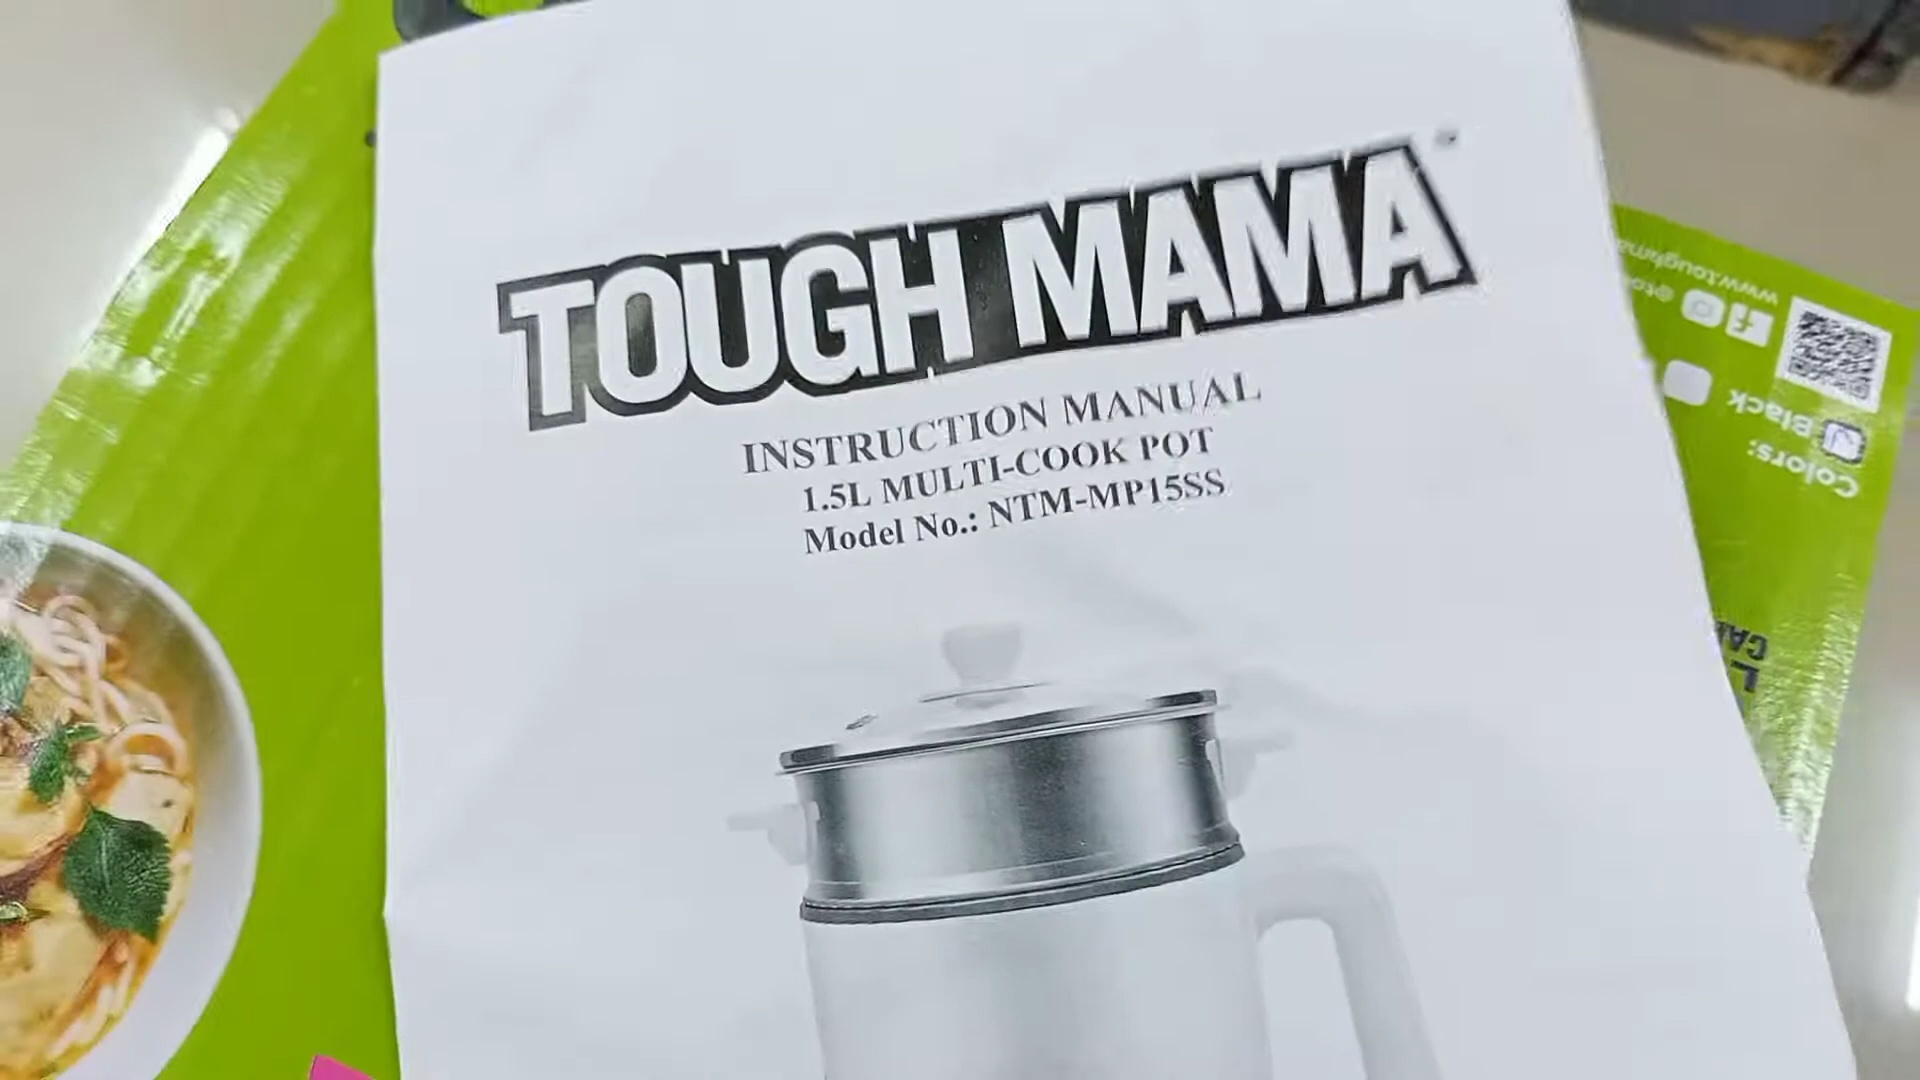 TOUGH MAMA
INSTRUCTION MANUAL
1.5L MULTI-COOK POT
Model No.: NTM-MP15SS
Colors:
Black